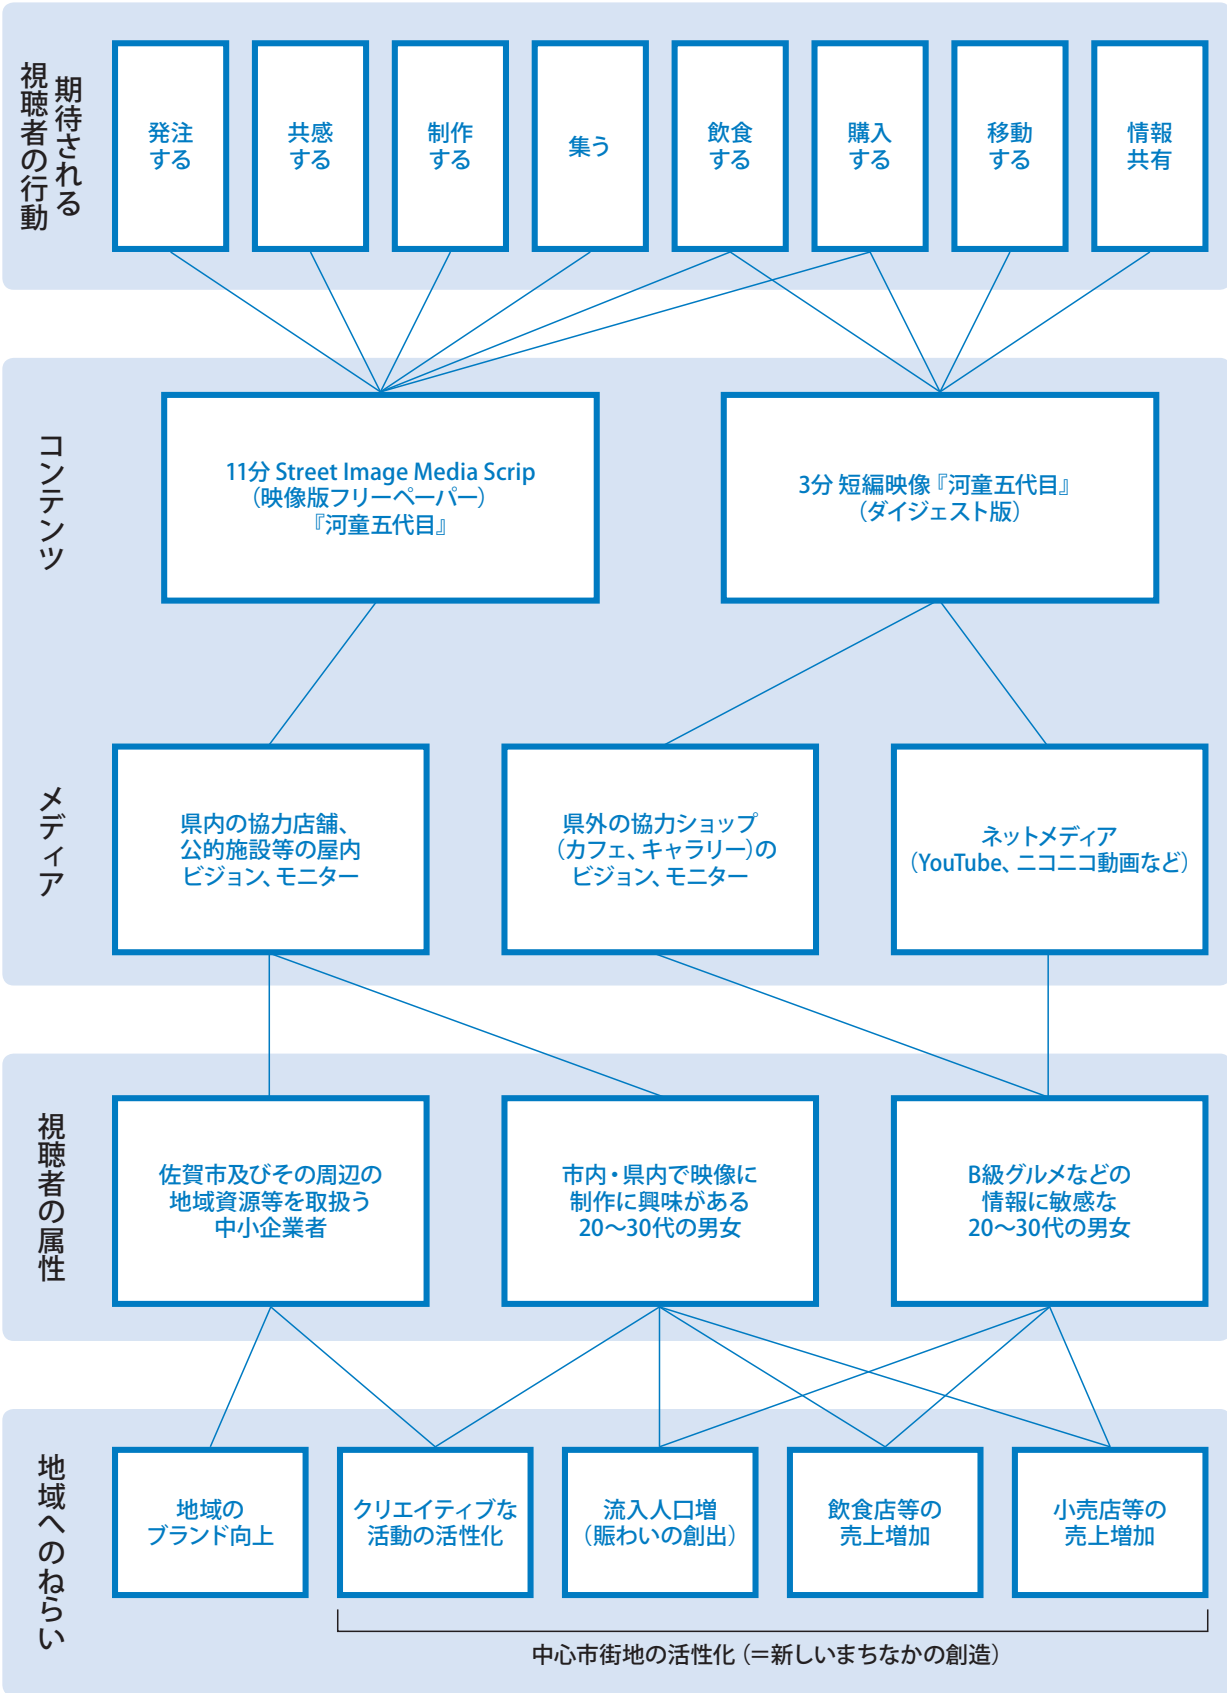 期待される
視聴者の行動
発注
する
共感
する
制作
する
集う
飲食
する
購入
する
移動
する
情報
共有
コンテンツ
11分 Street Image Media Scrip
（映像版フリーペーパー）
『河童五代目』
3分 短編映像『河童五代目』
（ダイジェスト版）
メディア
県内の協力店舗、
公的施設等の屋内
ビジョン、モニター
県外の協力ショップ
（カフェ、キャラリー）の
ビジョン、モニター
ネットメディア
（YouTube、ニコニコ動画など）
視聴者の属性
佐賀市及びその周辺の
地域資源等を取扱う
中小企業者
市内・県内で映像に
制作に興味がある
20〜30代の男女
B級グルメなどの
情報に敏感な
20〜30代の男女
地域へのねらい
地域の
ブランド向上
クリエイティブな
活動の活性化
流入人口増
（賑わいの創出）
飲食店等の
売上増加
小売店等の
売上増加
中心市街地の活性化（＝新しいまちなかの創造）